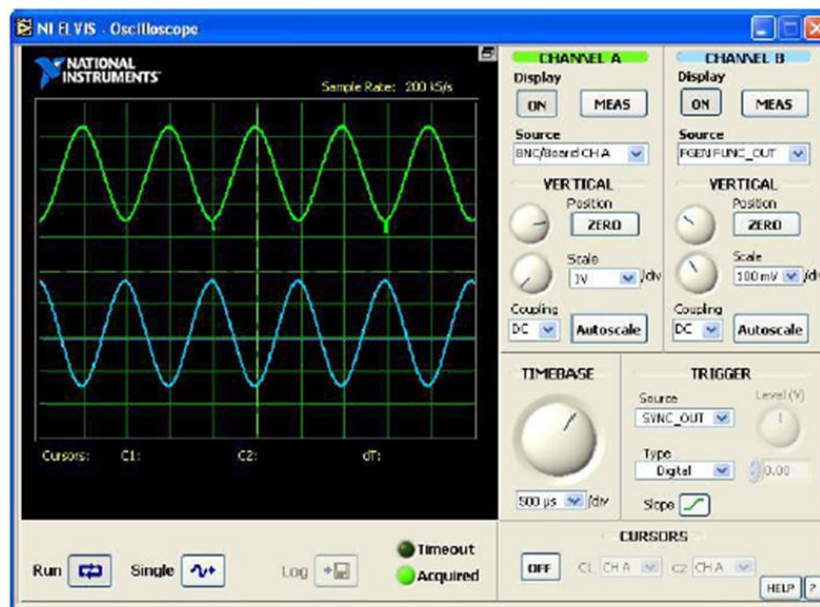 NI ELVIS - Oscilloscope
NATIONAL
INSTRUMENTS
Sample Rate: 200 kS/s
Cursors: C1: C2: dT:
Run
Single
Log
Timeout
Acquired
CHANNEL A
Display
ON MEAS
Source
BNC/Board CH A
VERTICAL
Position
ZERO
Scale
1V /div
Coupling
DC Autoscale
CHANNEL B
Display
ON MEAS
Source
FGEN FUNC_OUT
VERTICAL
Position
ZERO
Scale
100 mV /div
Coupling
DC Autoscale
TIMEBASE
500 µs /div
TRIGGER
Source
SYNC_OUT
Level (V)
Type
Digital
0.00
Slope
CURSORS
OFF C1 CH A C2 CH A
HELP ?